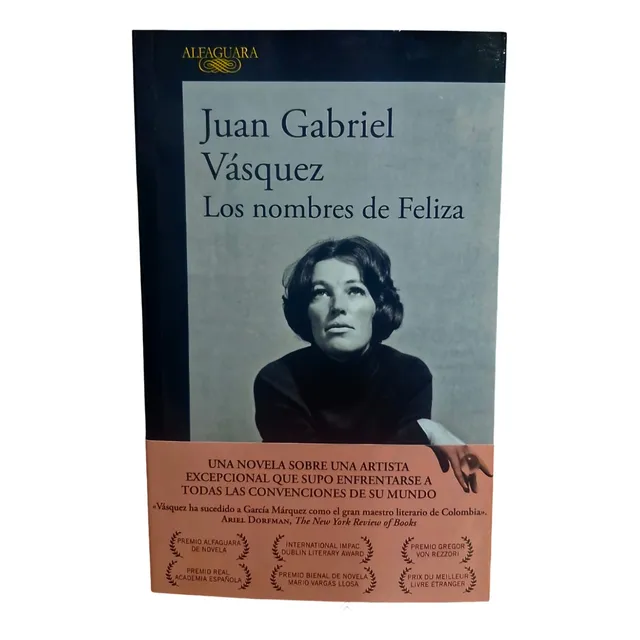 ALFAGUARA
Juan Gabriel
Vásquez
Los nombres de Feliza
UNA NOVELA SOBRE UNA ARTISTA
EXCEPCIONAL QUE SUPO ENFRENTARSE A
TODAS LAS CONVENCIONES DE SU MUNDO
«Vásquez ha sucedido a García Márquez como el gran maestro literario de Colombia».
ARIEL DORFMAN, The New York Review of Books
PREMIO ALFAGUARA
DE NOVELA
INTERNATIONAL IMPAC
DUBLIN LITERARY AWARD
PREMIO GREGOR
VON REZZORI
PREMIO REAL
ACADEMIA ESPAÑOLA
PREMIO BIENAL DE NOVELA
MARIO VARGAS LLOSA
PRIX DU MEILLEUR
LIVRE ÉTRANGER